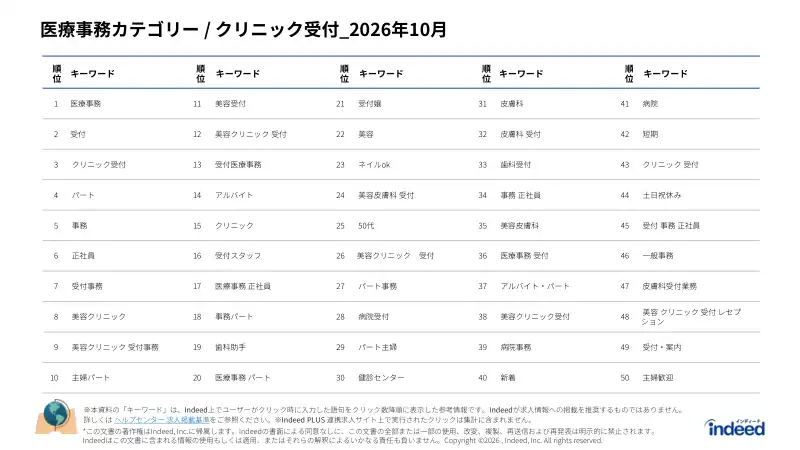 医療事務カテゴリー / クリニック受付_2026年10月
順位 キーワード 順位 キーワード 順位 キーワード 順位 キーワード 順位 キーワード
1 医療事務 11 美容受付 21 受付嬢 31 皮膚科 41 病院
2 受付 12 美容クリニック 受付 22 美容 32 皮膚科 受付 42 短期
3 クリニック受付 13 受付医療事務 23 ネイルok 33 歯科受付 43 クリニック 受付
4 パート 14 アルバイト 24 美容皮膚科 受付 34 事務 正社員 44 土日祝休み
5 事務 15 クリニック 25 50代 35 美容皮膚科 45 受付 事務 正社員
6 正社員 16 受付スタッフ 26 美容クリニック　受付 36 医療事務 受付 46 一般事務
7 受付事務 17 医療事務 正社員 27 パート事務 37 アルバイト・パート 47 皮膚科受付業務
8 美容クリニック 18 事務パート 28 病院受付 38 美容クリニック受付 48 美容 クリニック 受付 レセプション
9 美容クリニック 受付事務 19 歯科助手 29 パート主婦 39 病院事務 49 受付・案内
10 主婦パート 20 医療事務 パート 30 健診センター 40 新着 50 主婦歓迎
※本資料の「キーワード」は、Indeed上でユーザーがクリック時に入力した語句をクリック数降順に表示した参考情報です。Indeedが求人情報への掲載を推奨するものではありません。
詳しくは ヘルプセンター 求人掲載基準をご参照ください。※Indeed PLUS 連携求人サイト上で実行されたクリックは集計に含まれません。
*この文書の著作権はIndeed, Inc.に帰属します。Indeedの書面による同意なしに、この文書の全部または一部の使用、改変、複製、再送信および再発表は明示的に禁止されます。
Indeedはこの文書に含まれる情報の使用もしくは適用、またはそれらの解釈によるいかなる責任も負いません。Copyright ©2026 , Indeed, Inc. All rights reserved.
インディード
indeed